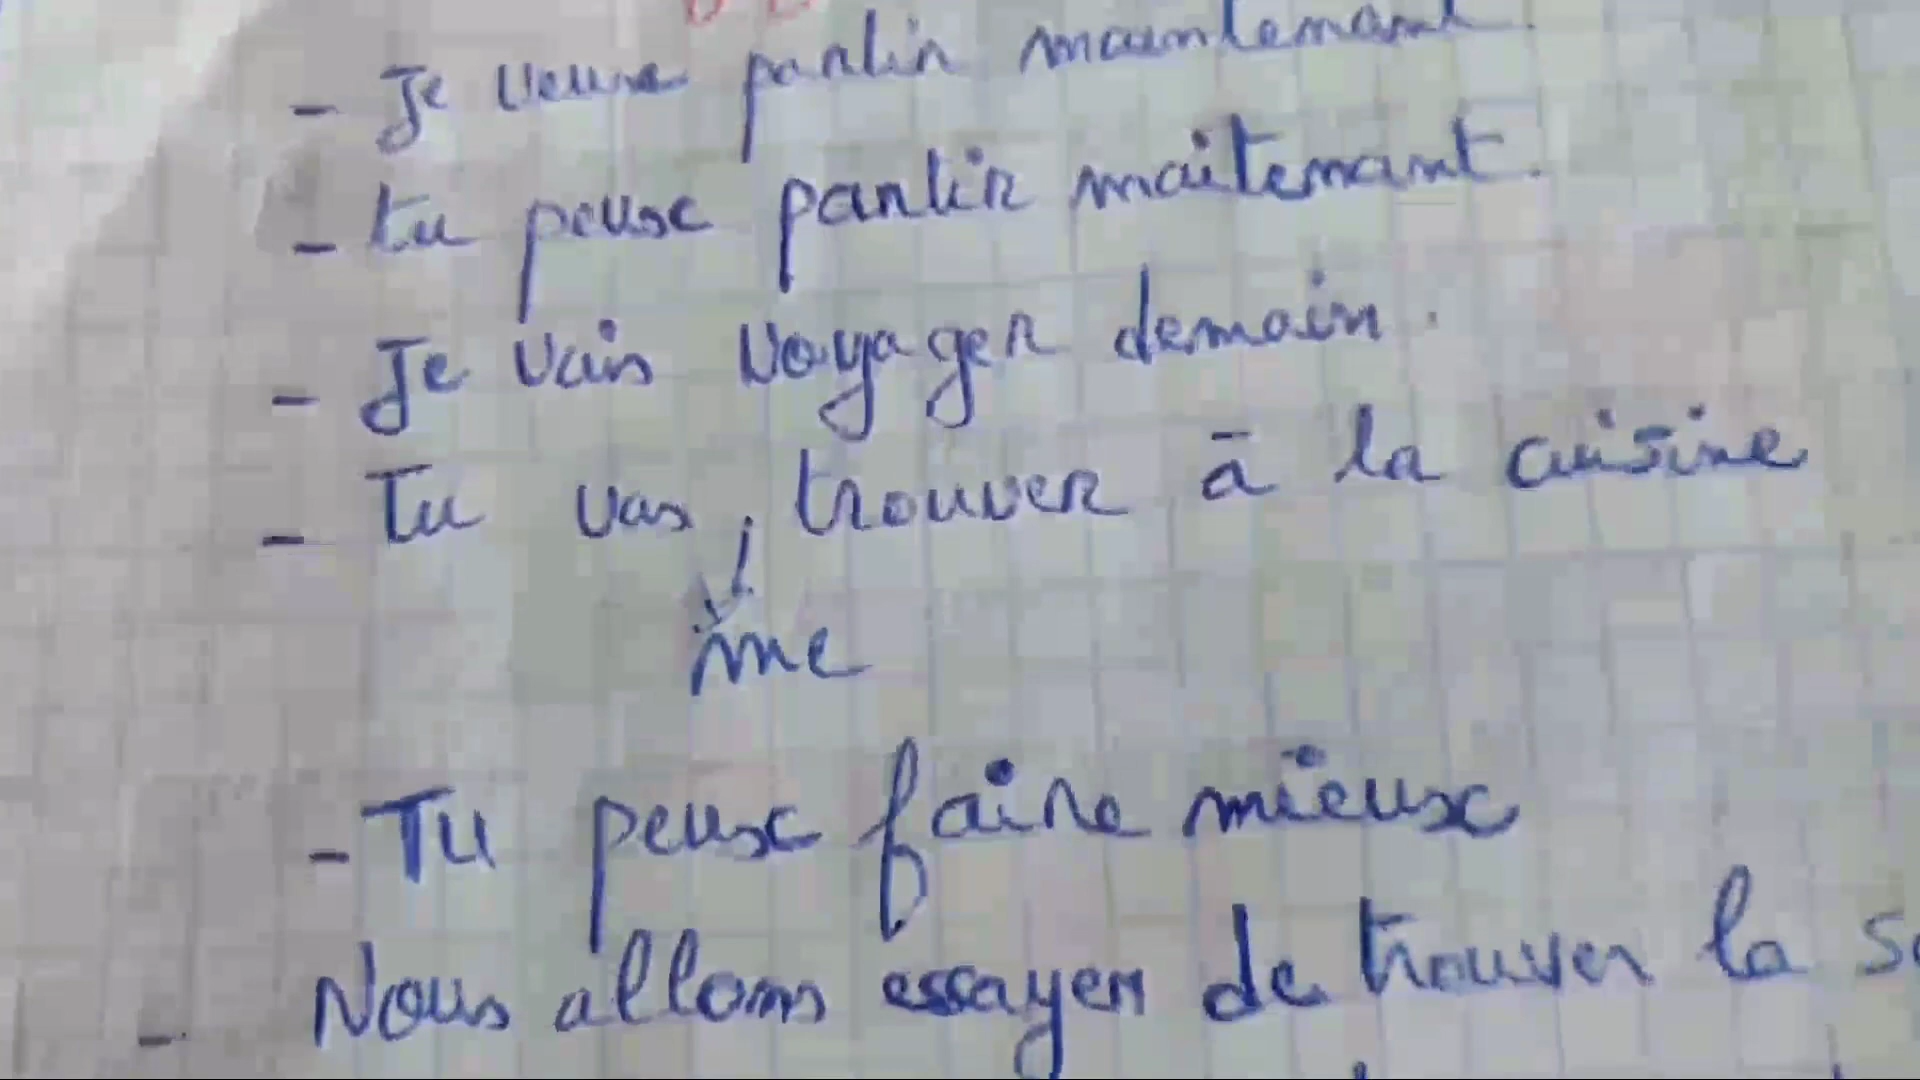 - Je veux partir maintenant.
- tu peux partir maitenant.
- Je vais voyager demain.
- Tu vas, trouver à la cuisine
me
- Tu peux faire mieux
- Nous allons essayer de trouver la